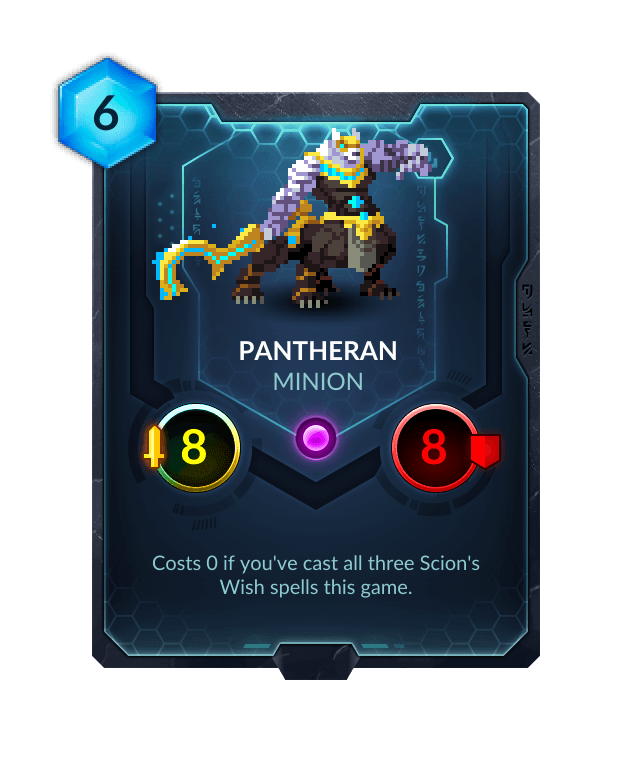 6
PANTHERAN
MINION
8
8
Costs 0 if you've cast all three Scion's
Wish spells this game.